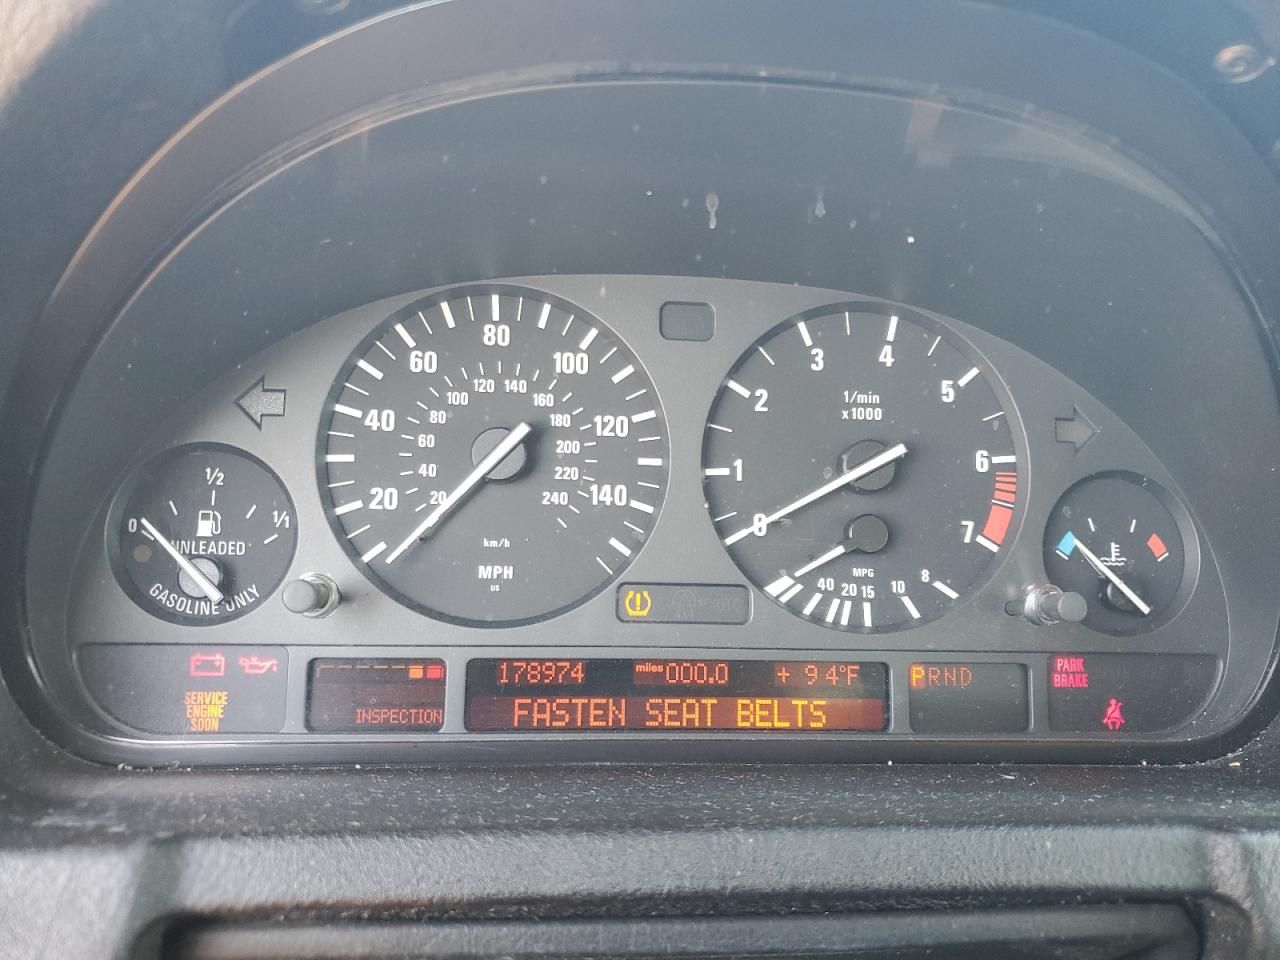 80
60
100
40
120
20
140
120 140
100
160
80
180
60
200
40
220
20
240
km/h
MPH
US
3
4
2
5
1
6
0
7
1/min
x1000
MPG
40 20 15 10 8
1/2
0
1/1
UNLEADED
GASOLINE ONLY
SERVICE
ENGINE
SOON
INSPECTION
178974 miles 000.0 + 94°F
FASTEN SEAT BELTS
PRND
PARK
BRAKE